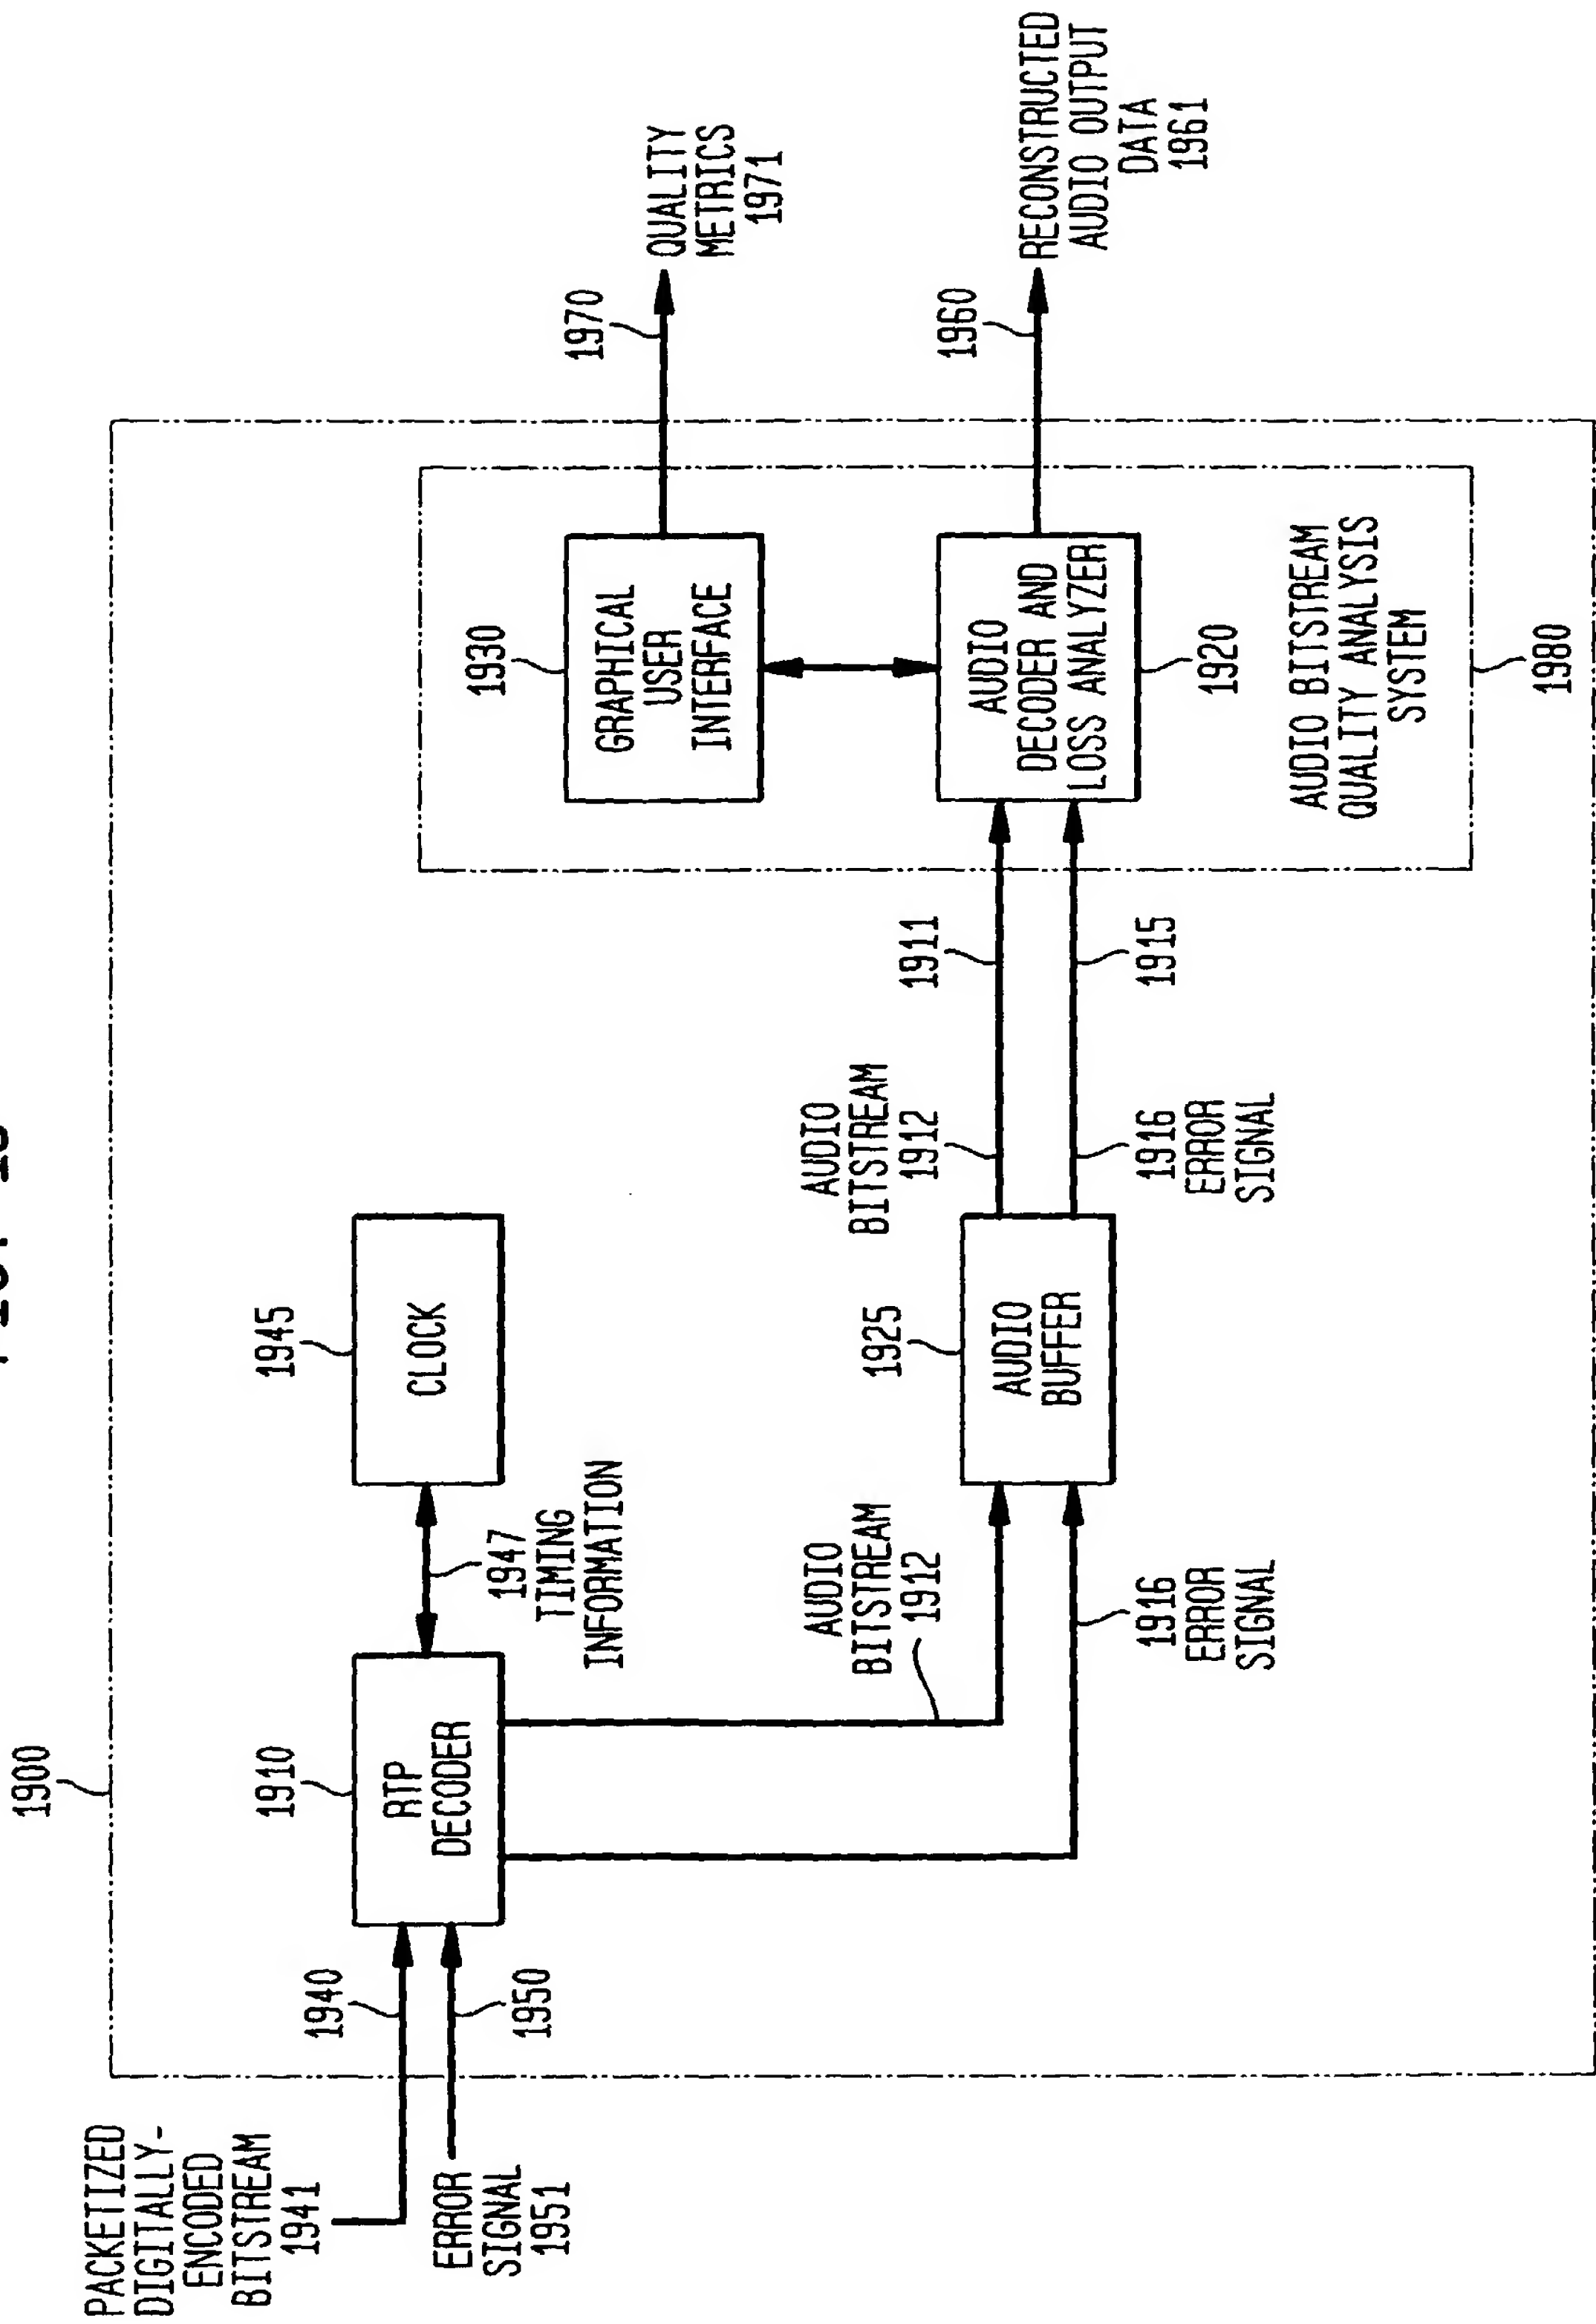 1900
PACKETIZED
DIGITALLY-
ENCODED
BITSTREAM
1941
1940
ERROR
SIGNAL
1951
1950
1910
RTP
DECODER
1947
TIMING
INFORMATION
1945
CLOCK
AUDIO
BITSTREAM
1912
1916
ERROR
SIGNAL
1925
AUDIO
BUFFER
AUDIO
BITSTREAM
1912
1911
1916
ERROR
SIGNAL
1915
1930
GRAPHICAL
USER
INTERFACE
1970
QUALITY
METRICS
1971
AUDIO
DECODER AND
LOSS ANALYZER
1920
1960
RECONSTRUCTED
AUDIO OUTPUT
DATA
1961
AUDIO BITSTREAM
QUALITY ANALYSIS
SYSTEM
1980